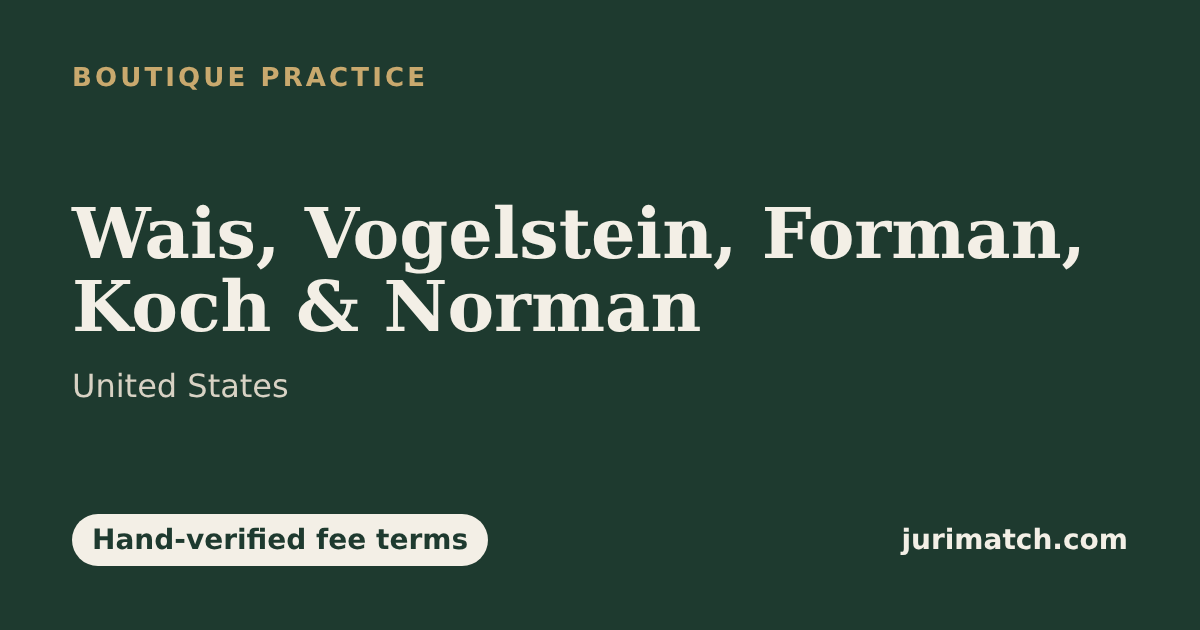 BOUTIQUE PRACTICE
Wais, Vogelstein, Forman,
Koch & Norman
United States
Hand-verified fee terms
jurimatch.com